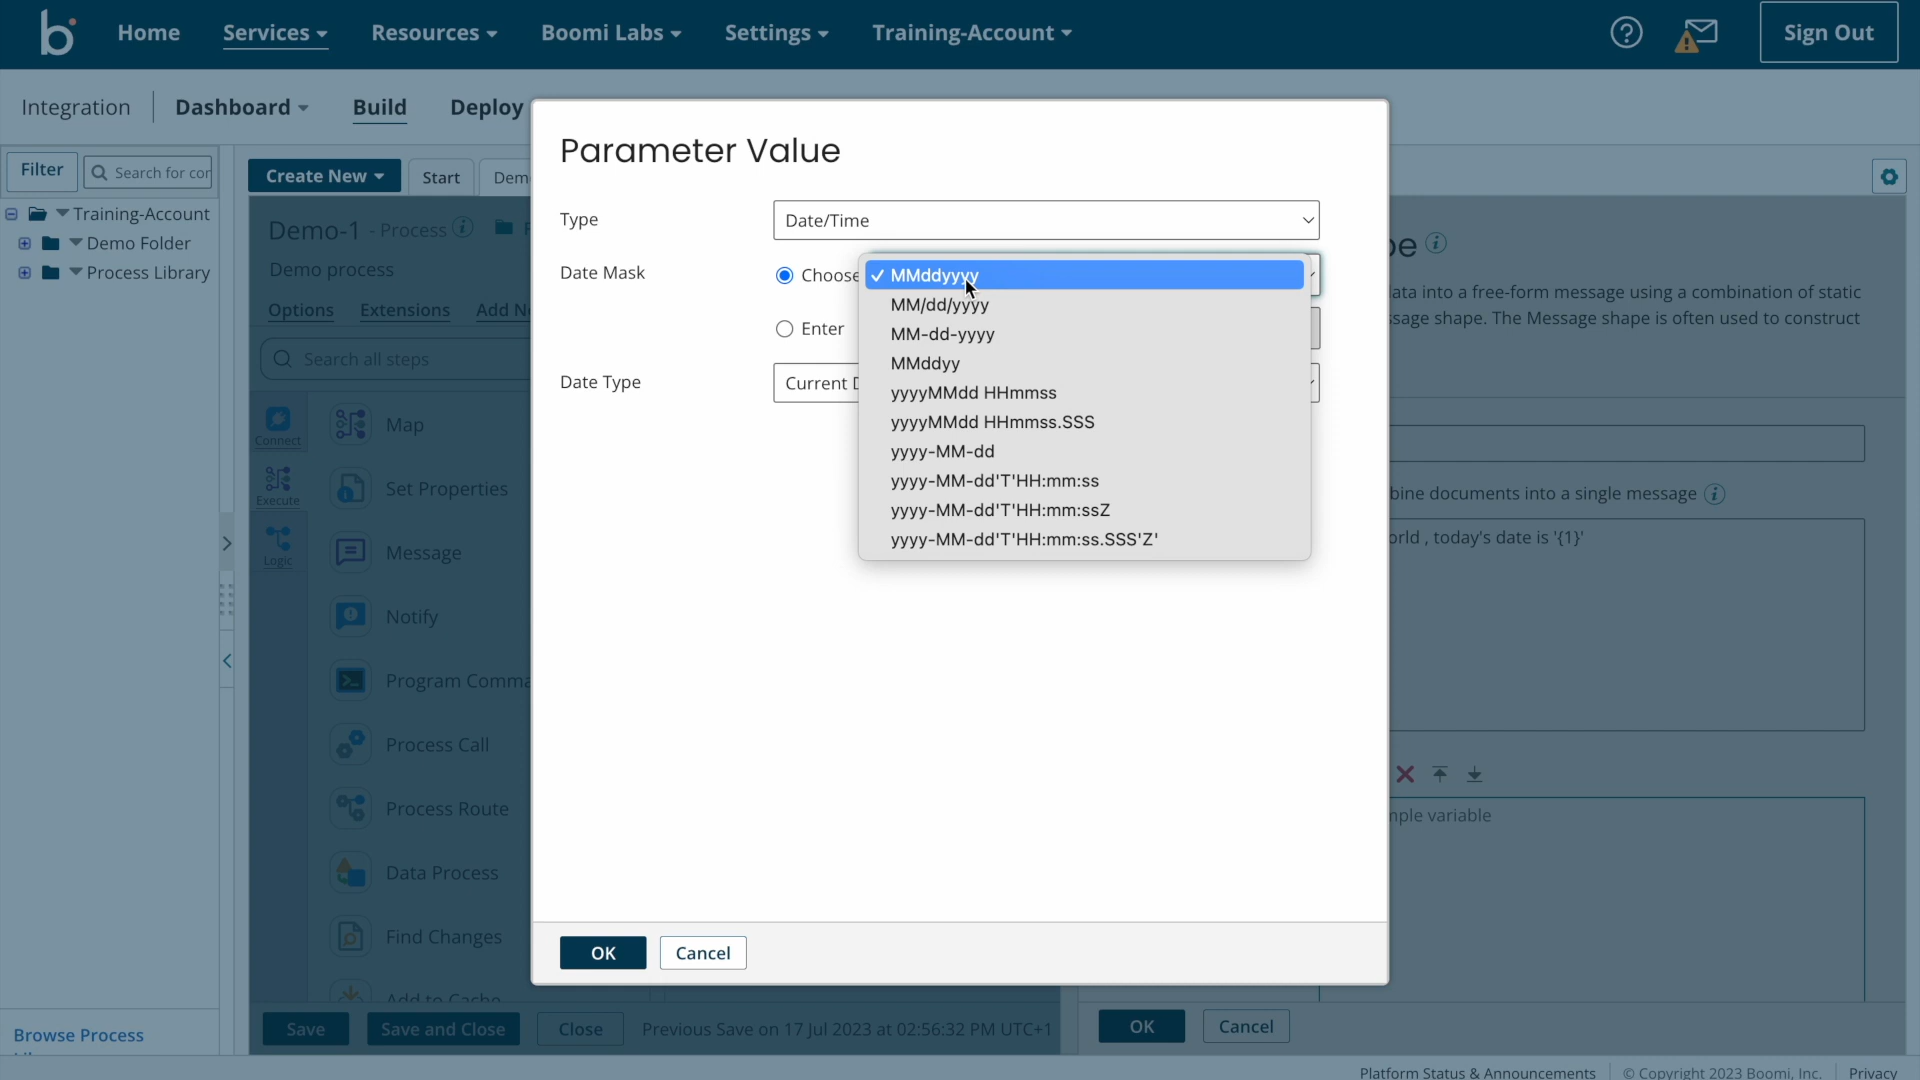 Home
Services
Resources
Boomi Labs
Settings
Training-Account
Sign Out
Integration
Dashboard
Build
Deploy
Filter
Search for cor
Create New
Start
Dem
Training-Account
Demo Folder
Process Library
Demo-1 - Process
Demo process
Options
Extensions
Add No
Search all steps
Connect
Execute
Logic
Map
Set Properties
Message
Notify
Program Comma
Process Call
Process Route
Data Process
Find Changes
Add to Cache
Save
Save and Close
Close
Previous Save on 17 Jul 2023 at 02:56:32 PM UTC+1
Browse Process
Parameter Value
Type
Date/Time
Date Mask
Choose
Enter
Date Type
Current D
MMddyyyy
MM/dd/yyyy
MM-dd-yyyy
MMddyy
yyyyMMdd HHmmss
yyyyMMdd HHmmss.SSS
yyyy-MM-dd
yyyy-MM-dd'T'HH:mm:ss
yyyy-MM-dd'T'HH:mm:ssZ
yyyy-MM-dd'T'HH:mm:ss.SSS'Z'
OK
Cancel
pe
ata into a free-form message using a combination of static
ssage shape. The Message shape is often used to construct
bine documents into a single message
orld , today's date is '{1}'
mple variable
OK
Cancel
Platform Status & Announcements
© Copyright 2023 Boomi, Inc.
Privacy